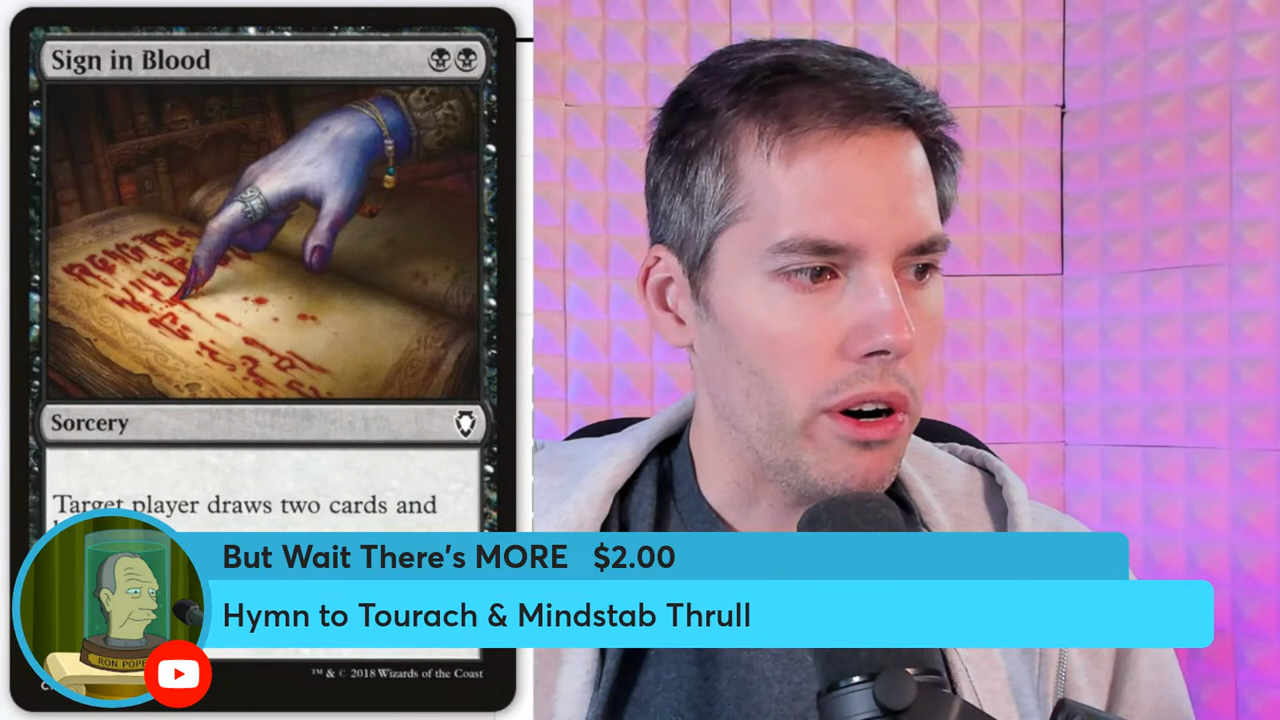 Sign in Blood
Sorcery
Target player draws two cards and
But Wait There's MORE $2.00
Hymn to Tourach & Mindstab Thrull
RON POPE
™ & © 2018 Wizards of the Coast